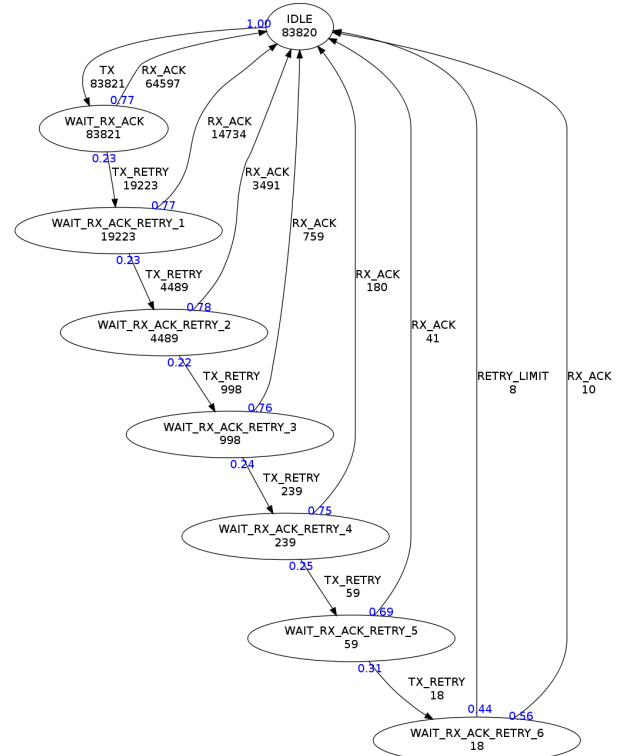 IDLE
83820
1.00
TX
83821
RX_ACK
64597
0.77
WAIT_RX_ACK
83821
0.23
TX_RETRY
19223
RX_ACK
14734
0.77
WAIT_RX_ACK_RETRY_1
19223
0.23
TX_RETRY
4489
RX_ACK
3491
0.78
WAIT_RX_ACK_RETRY_2
4489
0.22
TX_RETRY
998
RX_ACK
759
0.76
WAIT_RX_ACK_RETRY_3
998
0.24
TX_RETRY
239
RX_ACK
180
0.75
WAIT_RX_ACK_RETRY_4
239
0.25
TX_RETRY
59
RX_ACK
41
0.69
WAIT_RX_ACK_RETRY_5
59
0.31
TX_RETRY
18
RETRY_LIMIT
8
RX_ACK
10
0.44
0.56
WAIT_RX_ACK_RETRY_6
18